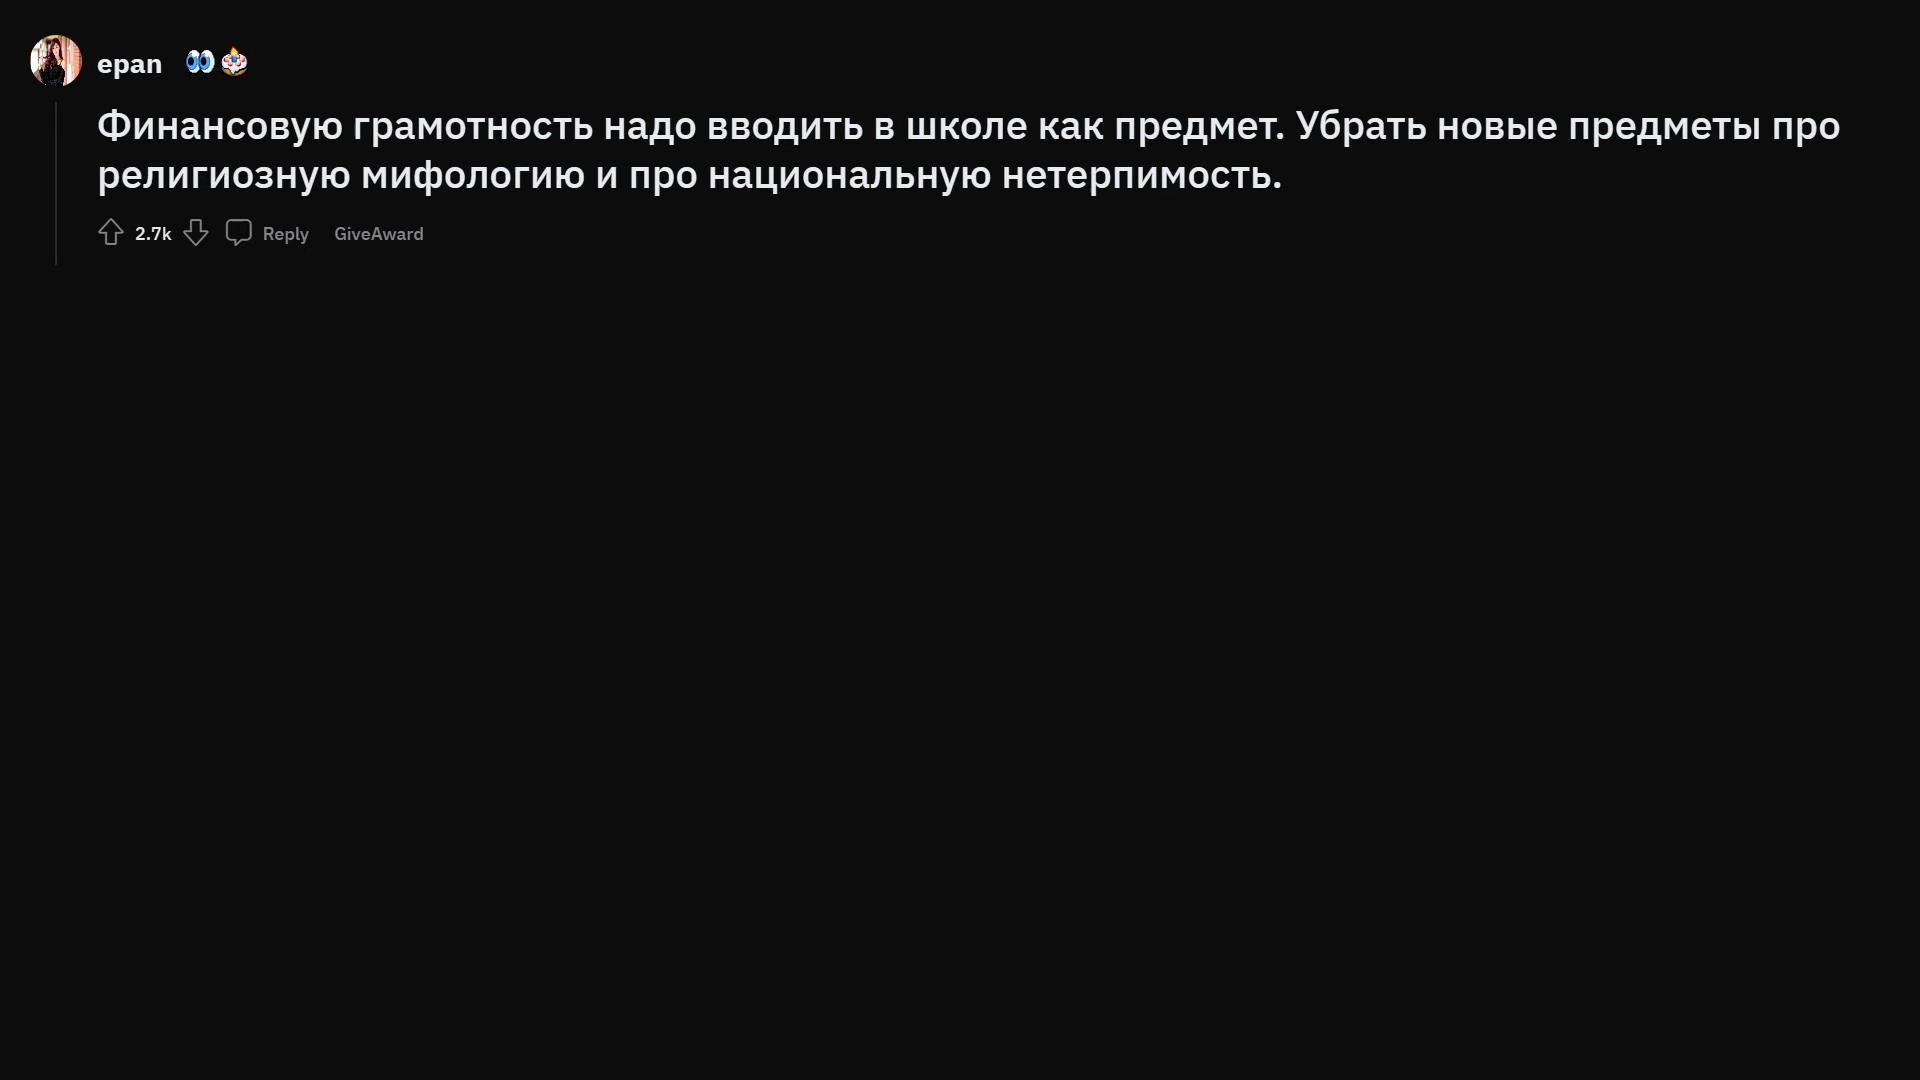 epan
Финансовую грамотность надо вводить в школе как предмет. Убрать новые предметы про
религиозную мифологию и про национальную нетерпимость.
2.7k Reply GiveAward